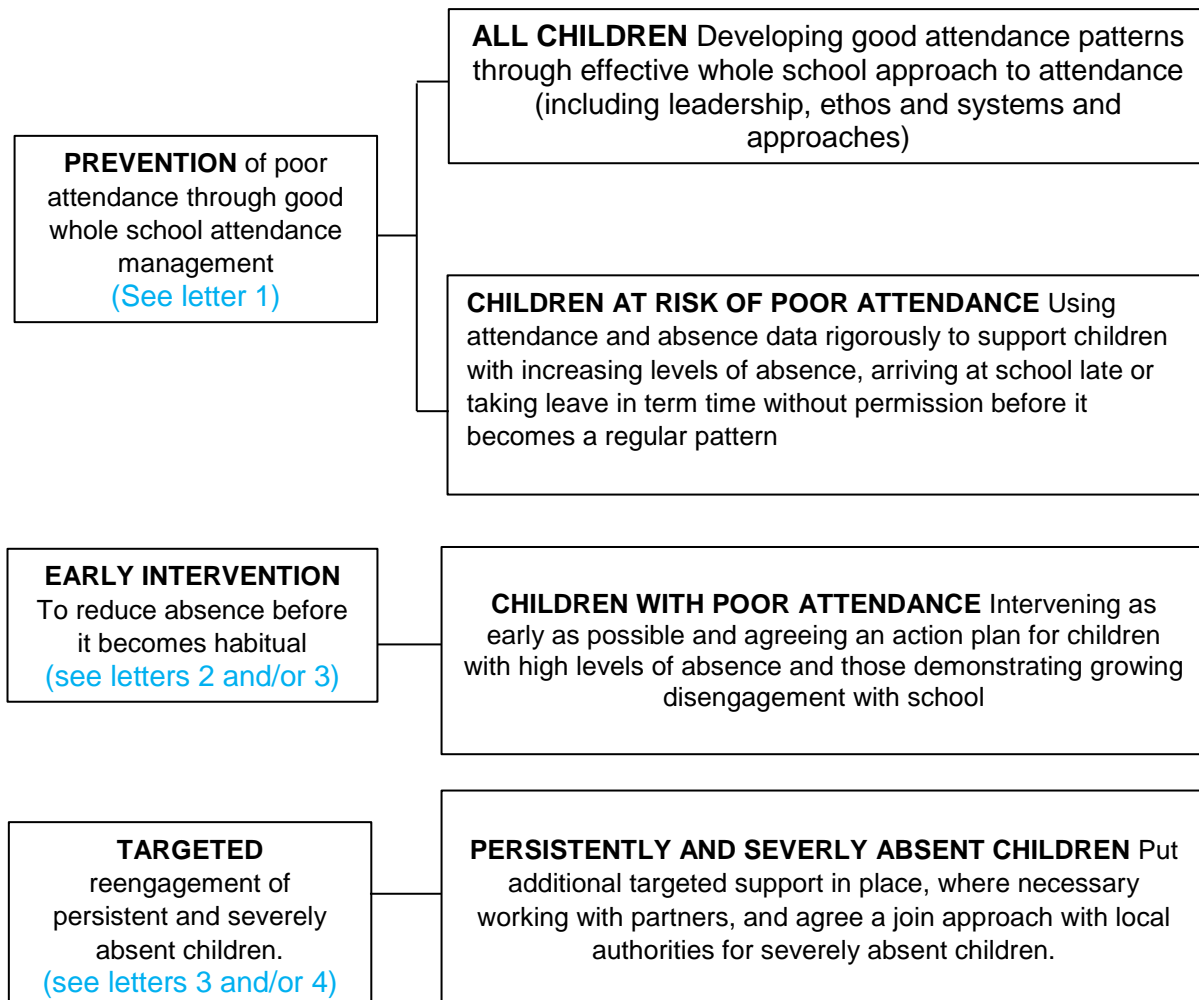 ALL CHILDREN Developing good attendance patterns
through effective whole school approach to attendance
(including leadership, ethos and systems and
approaches)
PREVENTION of poor
attendance through good
whole school attendance
management
(See letter 1)
CHILDREN AT RISK OF POOR ATTENDANCE Using
attendance and absence data rigorously to support children
with increasing levels of absence, arriving at school late or
taking leave in term time without permission before it
becomes a regular pattern
EARLY INTERVENTION
To reduce absence before
it becomes habitual
(see letters 2 and/or 3)
CHILDREN WITH POOR ATTENDANCE Intervening as
early as possible and agreeing an action plan for children
with high levels of absence and those demonstrating growing
disengagement with school
TARGETED
reengagement of
persistent and severely
absent children.
(see letters 3 and/or 4)
PERSISTENTLY AND SEVERLY ABSENT CHILDREN Put
additional targeted support in place, where necessary
working with partners, and agree a join approach with local
authorities for severely absent children.